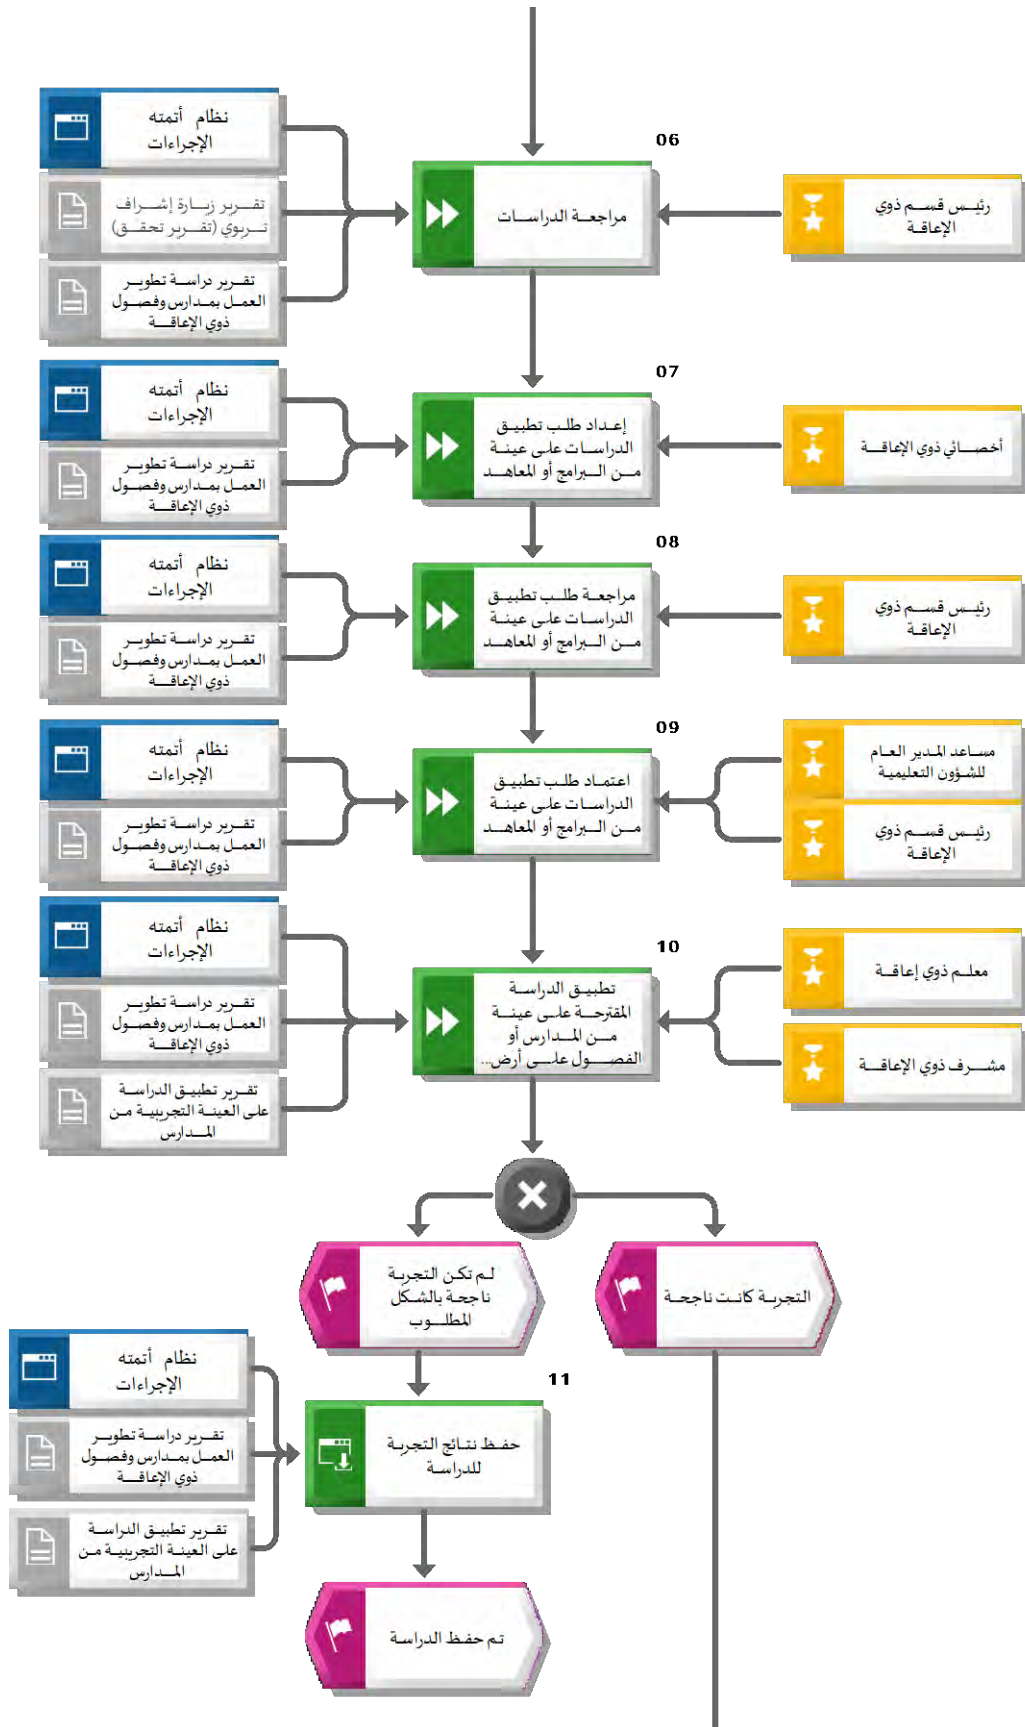 06
نظام أتمته
الإجراءات
تقرير زيارة إشراف
تربوي (تقرير تحقق)
تقرير دراسة تطوير
العمل بمدارس وفصول
ذوي الإعاقة
مراجعة الدراسات
رئيس قسم ذوي
الإعاقة
07
نظام أتمته
الإجراءات
تقرير دراسة تطوير
العمل بمدارس وفصول
ذوي الإعاقة
إعداد طلب تطبيق
الدراسات على عينة
من البرامج أو المعاهد
أخصائي ذوي الإعاقة
08
نظام أتمته
الإجراءات
تقرير دراسة تطوير
العمل بمدارس وفصول
ذوي الإعاقة
مراجعة طلب تطبيق
الدراسات على عينة
من البرامج أو المعاهد
رئيس قسم ذوي
الإعاقة
09
نظام أتمته
الإجراءات
تقرير دراسة تطوير
العمل بمدارس وفصول
ذوي الإعاقة
اعتماد طلب تطبيق
الدراسات على عينة
من البرامج أو المعاهد
مساعد المدير العام
للشؤون التعليمية
رئيس قسم ذوي
الإعاقة
10
نظام أتمته
الإجراءات
تقرير دراسة تطوير
العمل بمدارس وفصول
ذوي الإعاقة
تقرير تطبيق الدراسة
على العينة التجريبية من
المدارس
تطبيق الدراسة
المقترحة على عينة
من المدارس أو
الفصول على أرض...
معلم ذوي إعاقة
مشرف ذوي الإعاقة
التجربة كانت ناجحة
لم تكن التجربة
ناجحة بالشكل
المطلوب
11
نظام أتمته
الإجراءات
تقرير دراسة تطوير
العمل بمدارس وفصول
ذوي الإعاقة
تقرير تطبيق الدراسة
على العينة التجريبية من
المدارس
حفظ نتائج التجربة
للدراسة
تم حفظ الدراسة